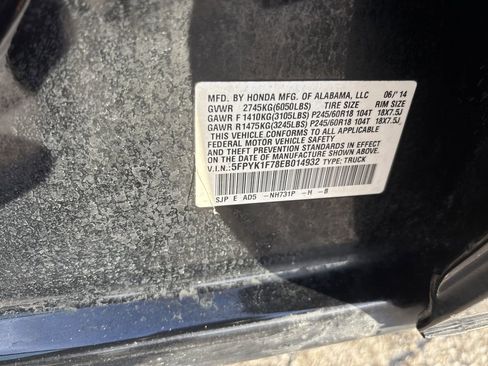 MFD. BY HONDA MFG. OF ALABAMA, LLC 06/'14
GVWR 2745KG(6050LBS) TIRE SIZE RIM SIZE
GAWR F 1410KG(3105LBS) P245/60R18 104T 18X7.5J
GAWR R1475KG(3245LBS) P245/60R18 104T 18X7.5J
THIS VEHICLE CONFORMS TO ALL APPLICABLE
FEDERAL MOTOR VEHICLE SAFETY
AND THEFT PREVENTION STANDARDS IN EFFECT
ON THE DATE OF MANUFACTURE SHOWN ABOVE.
V.I.N.: 5FPYK1F78EB014932 TYPE: TRUCK
SJP E AD5 -NH731P -H -B